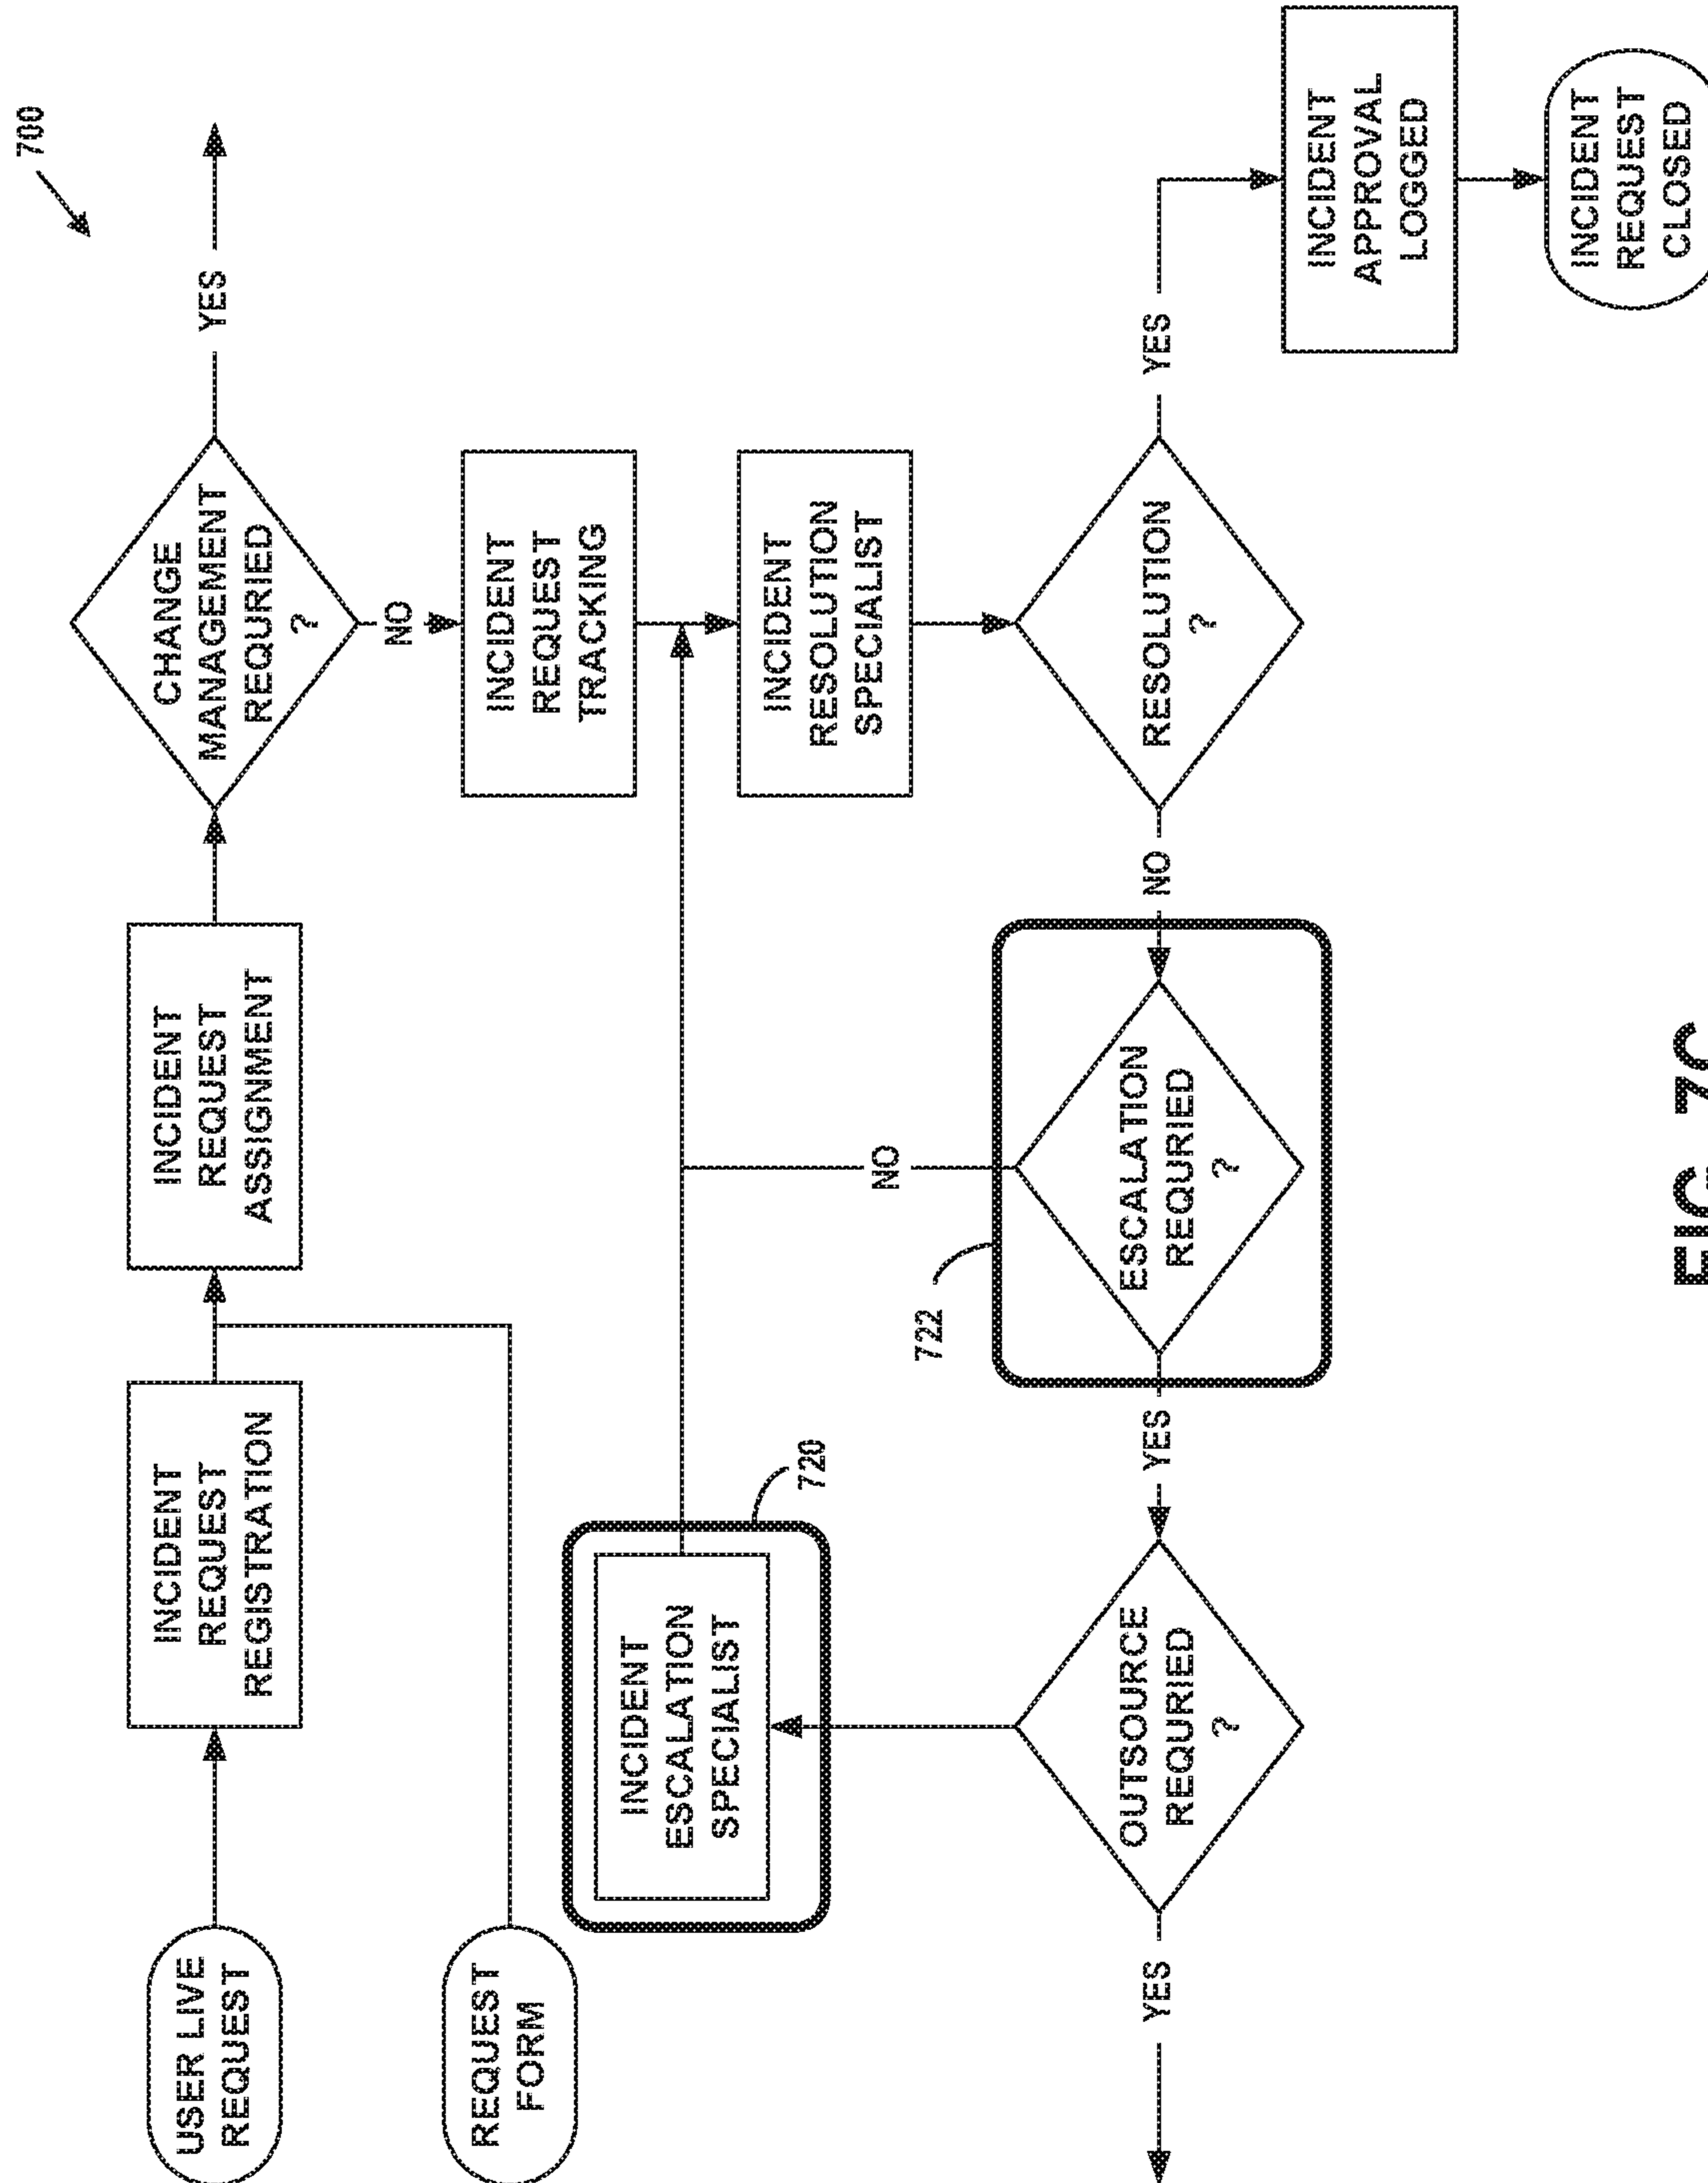 700
USER LIVE
REQUEST
INCIDENT
REQUEST
REGISTRATION
INCIDENT
REQUEST
ASSIGNMENT
CHANGE
MANAGEMENT
REQURIED
?
YES
NO
REQUEST
FORM
INCIDENT
REQUEST
TRACKING
INCIDENT
ESCALATION
SPECIALIST
720
INCIDENT
RESOLUTION
SPECIALIST
NO
722
YES
OUTSOURCE
REQURIED
?
YES
ESCALATION
REQURIED
?
NO
RESOLUTION
?
YES
INCIDENT
APPROVAL
LOGGED
INCIDENT
REQUEST
CLOSED
FIG.